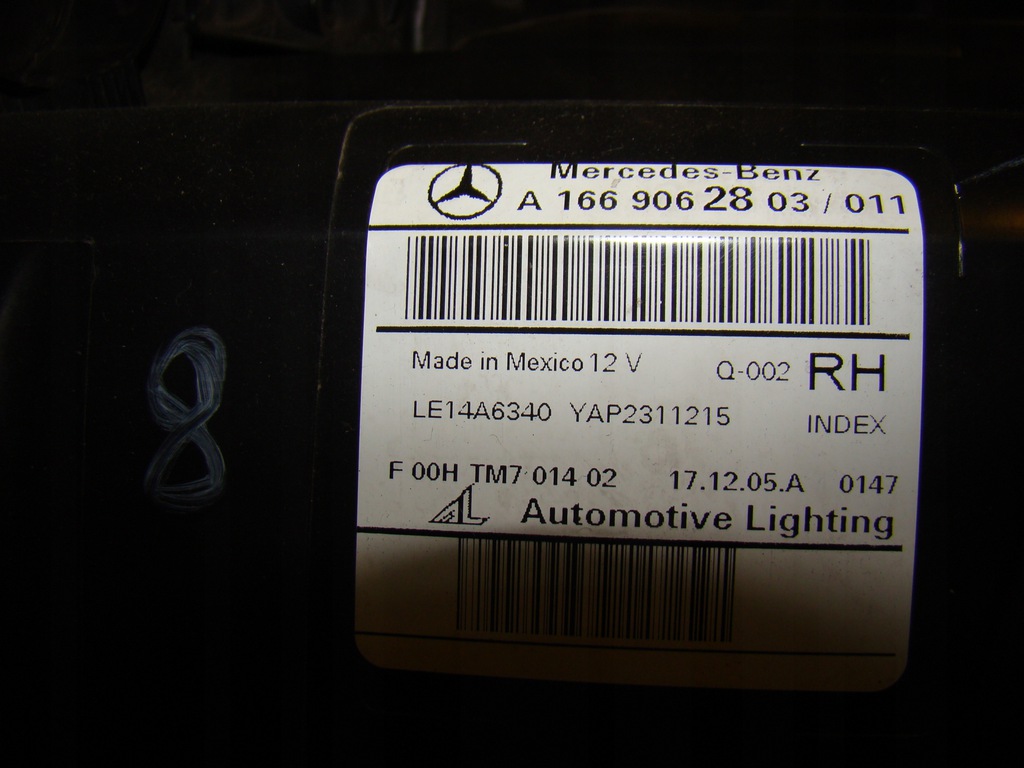 Mercedes-Benz
A 166 906 28 03 / 011
Made in Mexico 12 V Q-002 RH
LE14A6340 YAP2311215 INDEX
F 00H TM7 014 02 17.12.05.A 0147
AL Automotive Lighting
8